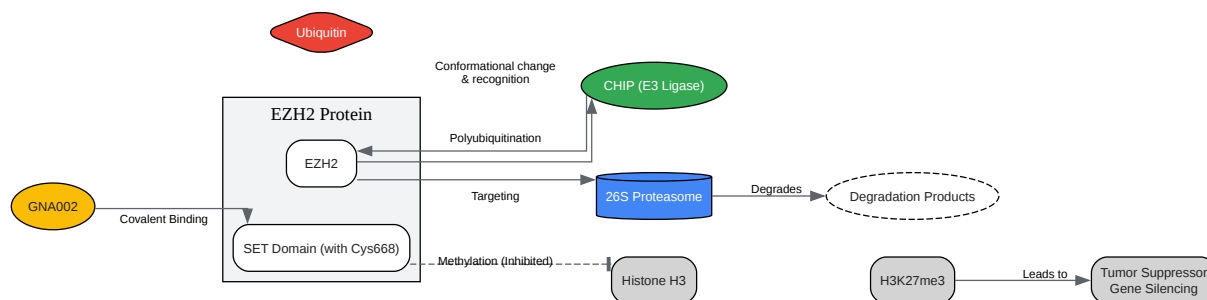 Ubiquitin
Conformational change
& recognition
CHIP (E3 Ligase)
EZH2 Protein
Polyubiquitination
EZH2
GNA002
Covalent Binding
Targeting
26S Proteasome
Degrades
Degradation Products
SET Domain (with Cys668)
Methylation (Inhibited)
Histone H3
H3K27me3
Leads to
Tumor Suppressor
Gene Silencing